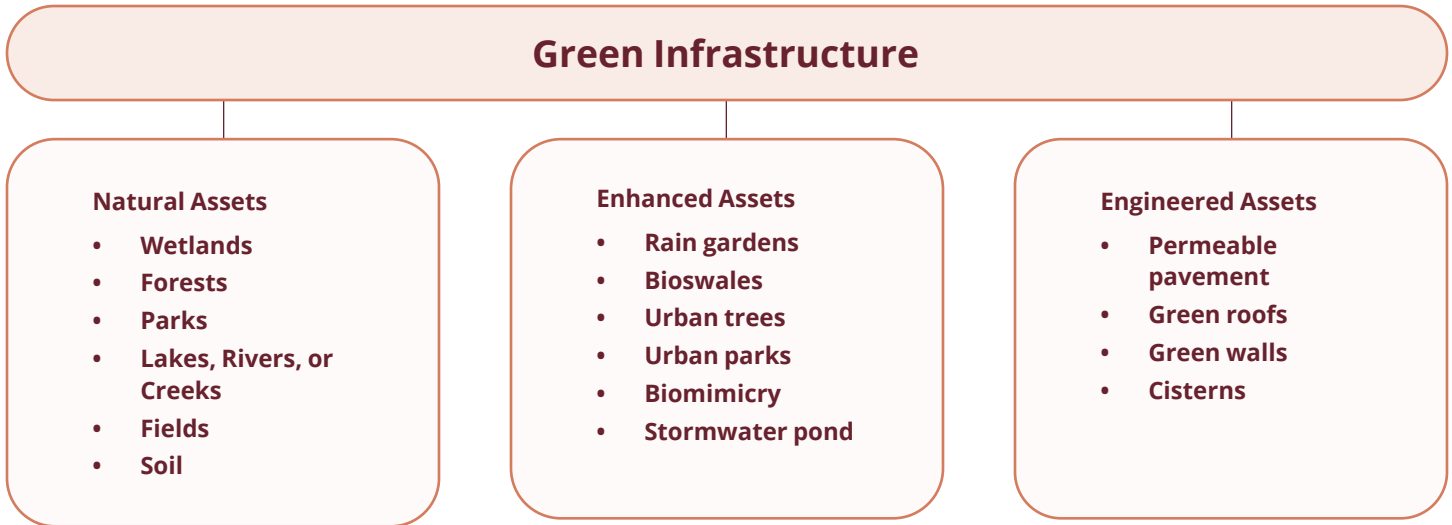 Green Infrastructure
Natural Assets
• Wetlands
• Forests
• Parks
• Lakes, Rivers, or
Creeks
• Fields
• Soil
Enhanced Assets
• Rain gardens
• Bioswales
• Urban trees
• Urban parks
• Biomimicry
• Stormwater pond
Engineered Assets
• Permeable
pavement
• Green roofs
• Green walls
• Cisterns